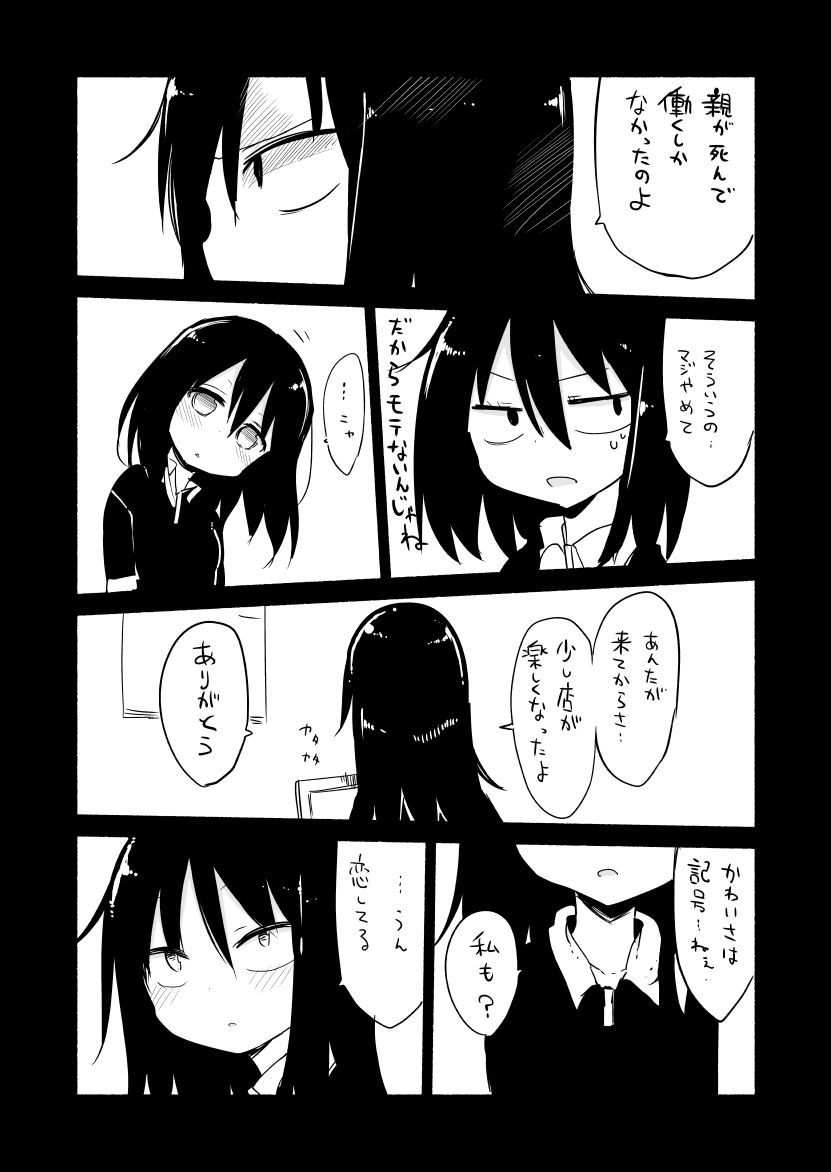 親が死んで
働くしか
なかったのよ
そういうの…
マジやめて
だからモテないんじゃね
…ニャ
あんたが
来てからさ…
少し店が
楽しくなったよ
カタ
カタ
ありがとう
かわいさは
記号…ねぇ…
私も?
…うん
恋してる